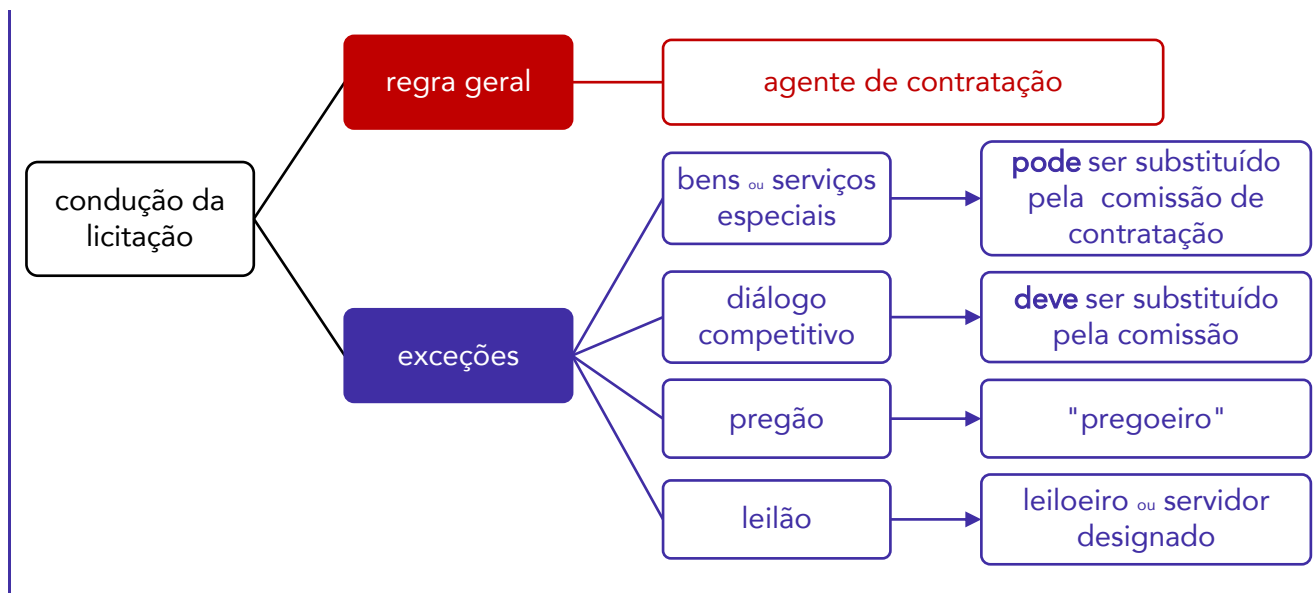 condução da
licitação
regra geral
agente de contratação
exceções
bens ou serviços
especiais
pode ser substituído
pela comissão de
contratação
diálogo
competitivo
deve ser substituído
pela comissão
pregão
"pregoeiro"
leilão
leiloeiro ou servidor
designado